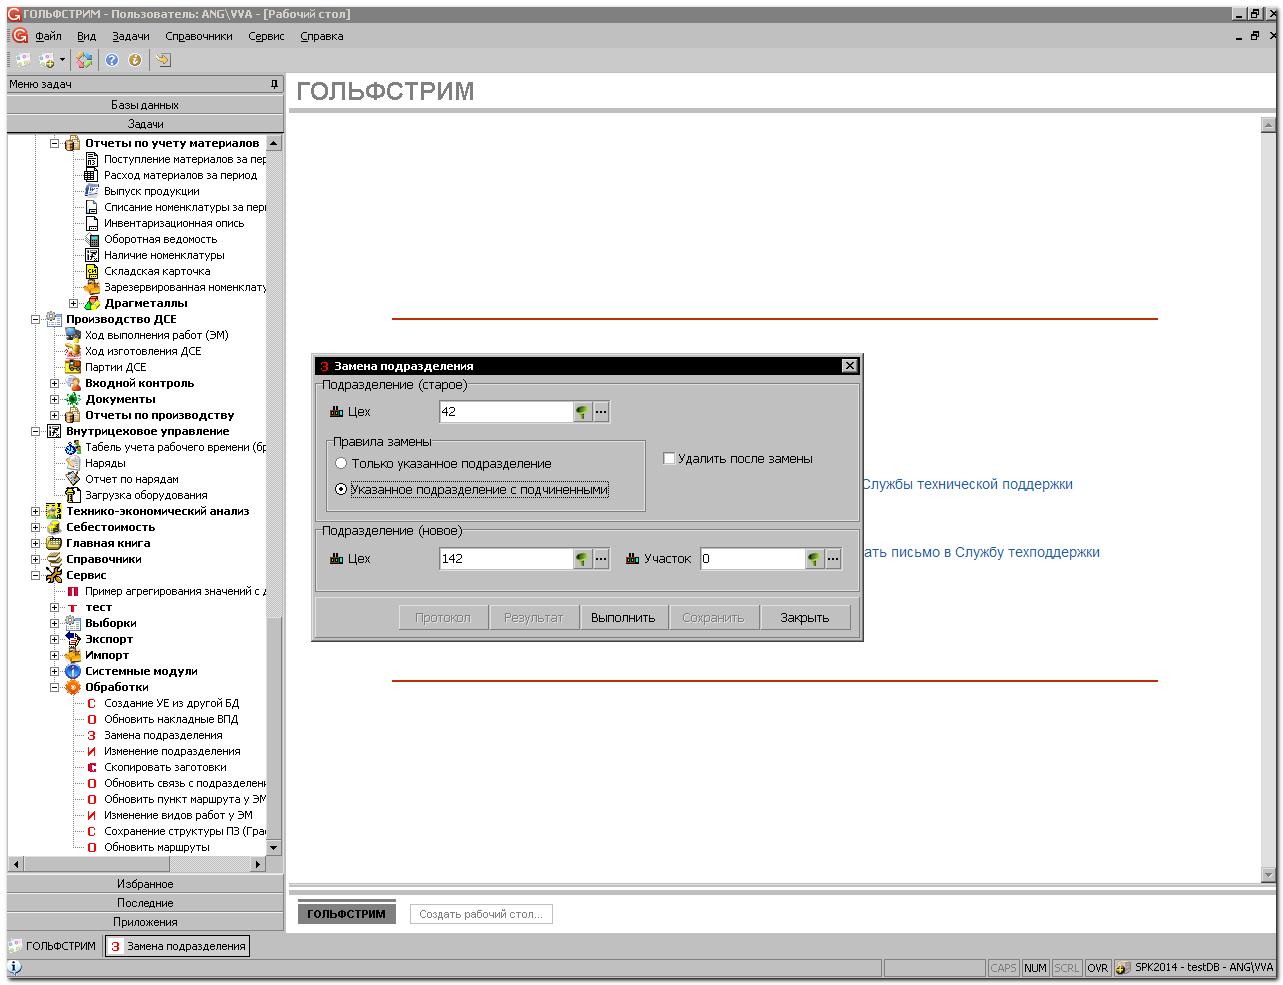 ГОЛЬФСТРИМ - Пользователь: ANG\VVA - [Рабочий стол]
Файл Вид Задачи Справочники Сервис Справка
Меню задач
Базы данных
Задачи
Отчеты по учету материалов
Поступление материалов за пер
Расход материалов за период
Выпуск продукции
Списание номенклатуры за пери
Инвентаризационная опись
Оборотная ведомость
Наличие номенклатуры
Складская карточка
Зарезервированная номенклату
Драгметаллы
Производство ДСЕ
Ход выполнения работ (ЭМ)
Ход изготовления ДСЕ
Партии ДСЕ
Входной контроль
Документы
Отчеты по производству
Внутрицеховое управление
Табель учета рабочего времени (бр
Наряды
Отчет по нарядам
Загрузка оборудования
Технико-экономический анализ
Себестоимость
Главная книга
Справочники
Сервис
Пример агрегирования значений с д
тест
Выборки
Экспорт
Импорт
Системные модули
Обработки
Создание УЕ из другой БД
Обновить накладные ВПД
Замена подразделения
Изменение подразделения
Скопировать заготовки
Обновить связь с подразделени
Обновить пункт маршрута у ЭМ
Изменение видов работ у ЭМ
Сохранение структуры ПЗ (Гра
Обновить маршруты
Избранное
Последние
Приложения
ГОЛЬФСТРИМ
Службы технической поддержки
ать письмо в Службу техподдержки
З Замена подразделения
Подразделение (старое)
Цех 42
Правила замены
Только указанное подразделение
Указанное подразделение с подчиненными
Удалить после замены
Подразделение (новое)
Цех 142 Участок 0
Протокол Результат Выполнить Сохранить Закрыть
ГОЛЬФСТРИМ Создать рабочий стол...
ГОЛЬФСТРИМ З Замена подразделения
CAPS NUM SCRL OVR SPK2014 - testDB - ANG\VVA